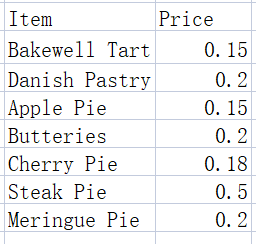 Item Price
Bakewell Tart 0.15
Danish Pastry 0.2
Apple Pie 0.15
Butteries 0.2
Cherry Pie 0.18
Steak Pie 0.5
Meringue Pie 0.2